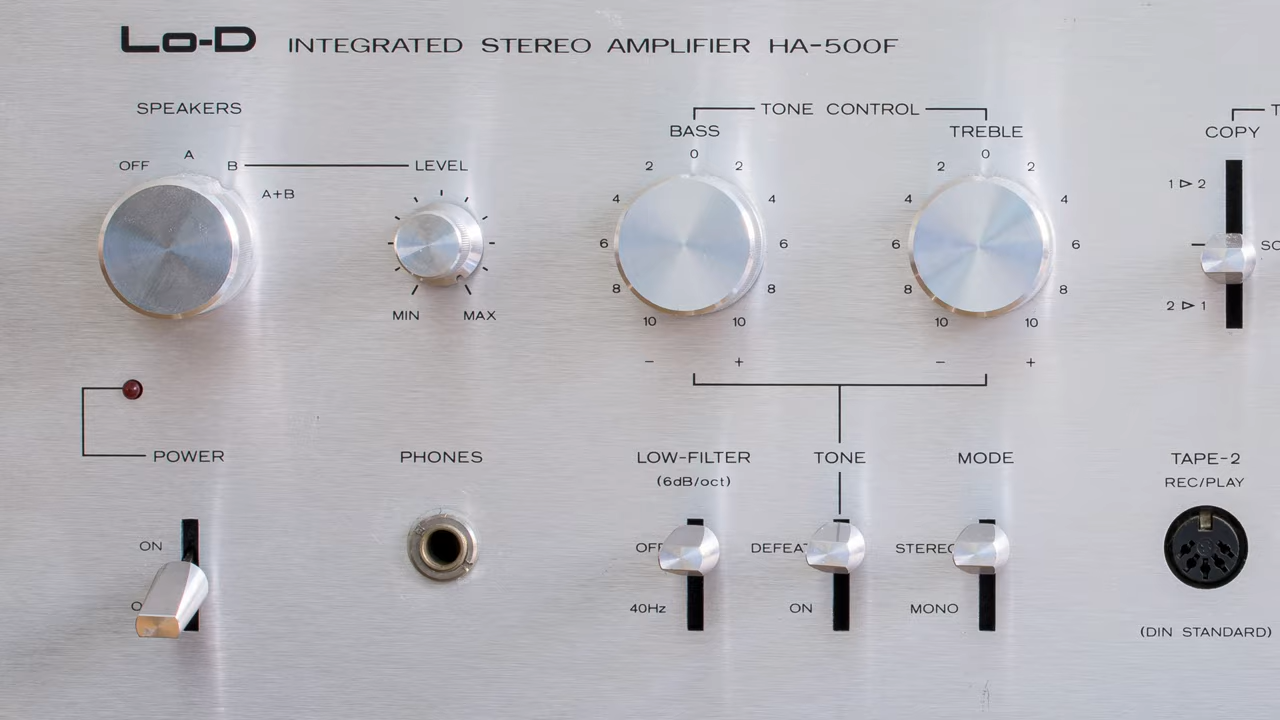 Lo-D INTEGRATED STEREO AMPLIFIER HA-500F
SPEAKERS
OFF A B A+B
LEVEL
MIN MAX
TONE CONTROL
BASS
0
2 2
4 4
6 6
8 8
10 10
− +
TREBLE
0
2 2
4 4
6 6
8 8
10 10
− +
COPY
1 ▷ 2
2 ▷ 1
POWER
ON
PHONES
LOW-FILTER
(6dB/oct)
OFF
40Hz
TONE
DEFEAT
ON
MODE
STEREO
MONO
TAPE-2
REC/PLAY
(DIN STANDARD)